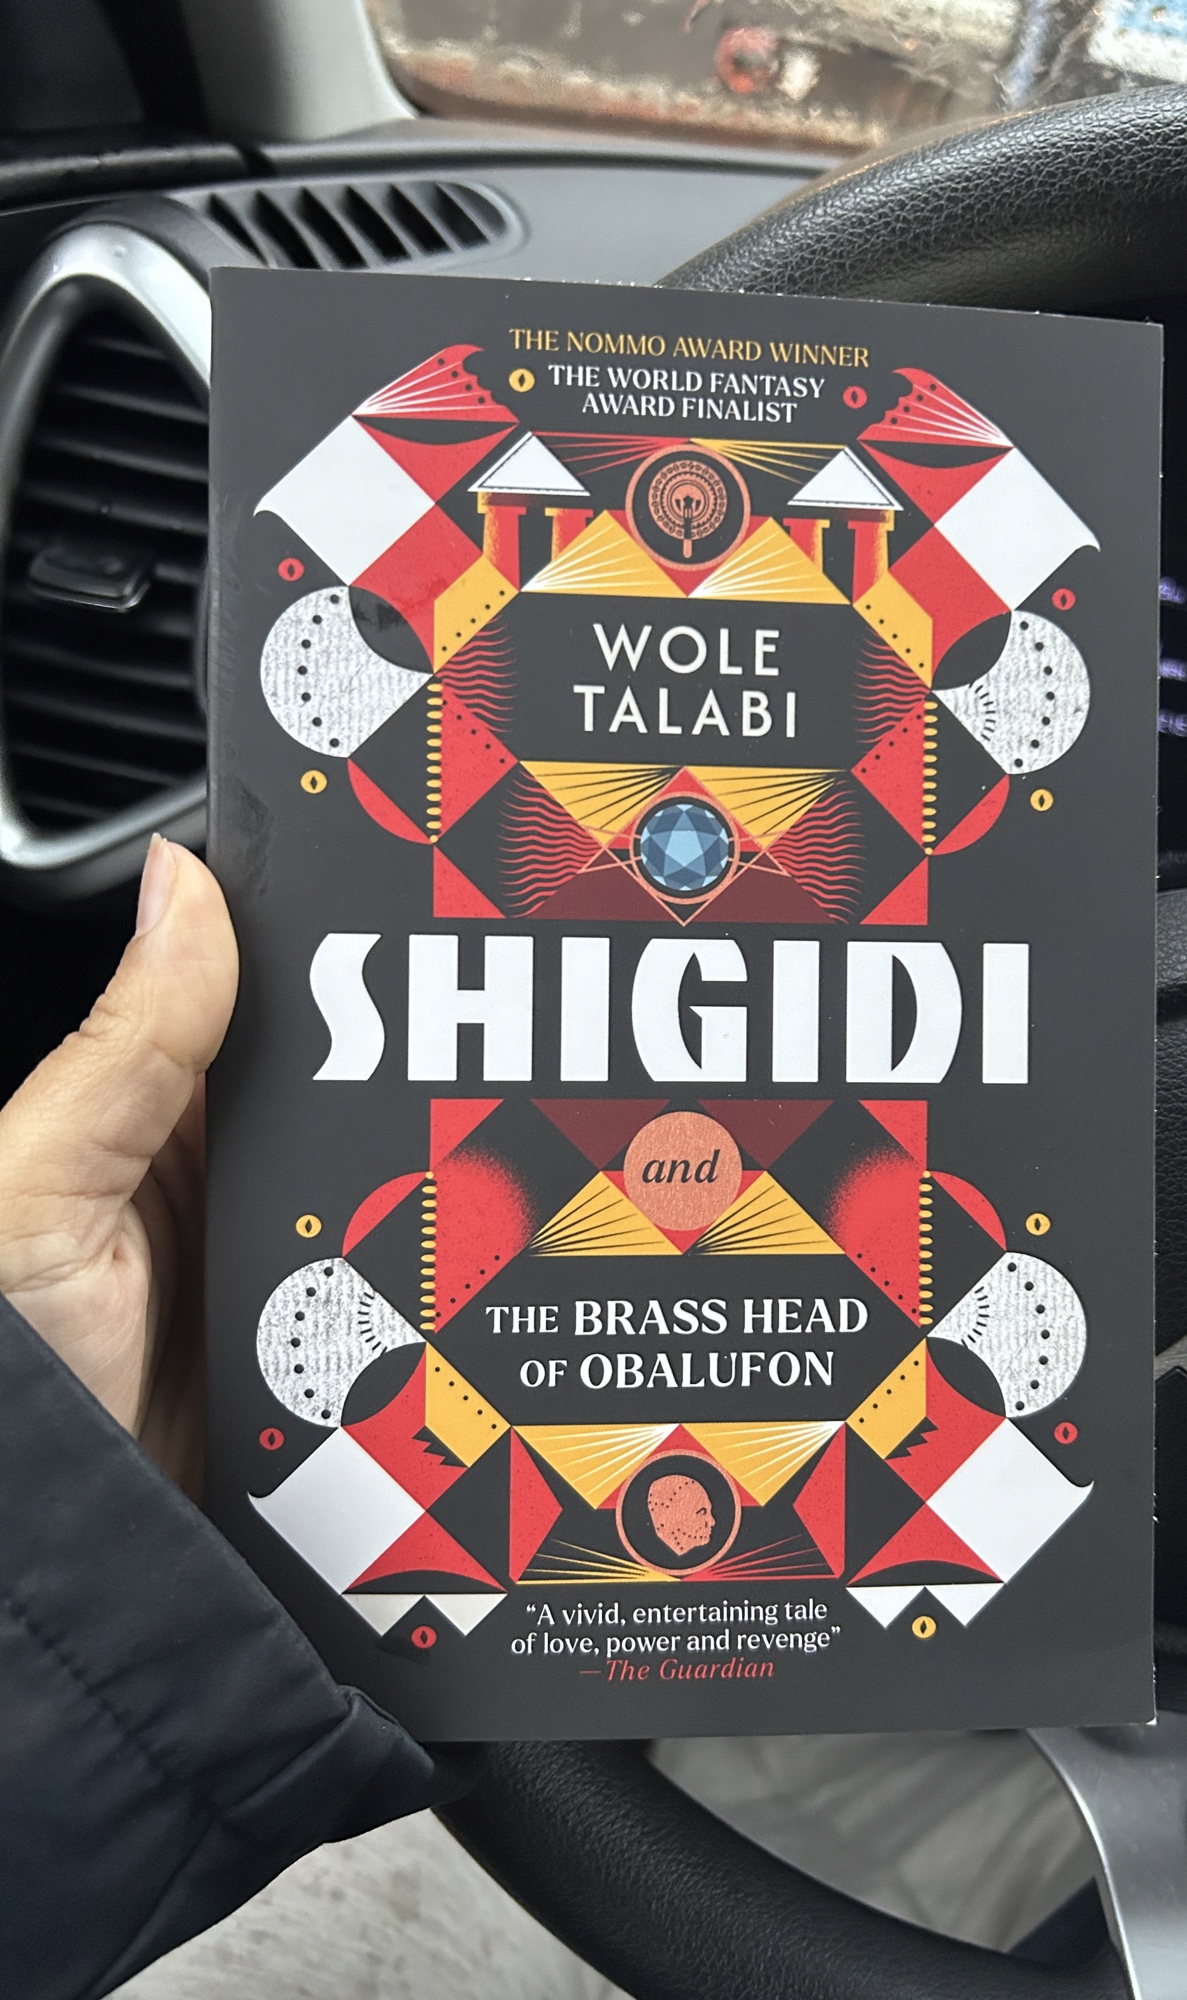 THE NOMMO AWARD WINNER
THE WORLD FANTASY
AWARD FINALIST
WOLE
TALABI
SHIGIDI
and
THE BRASS HEAD
OF OBALUFON
“A vivid, entertaining tale
of love, power and revenge”
—The Guardian